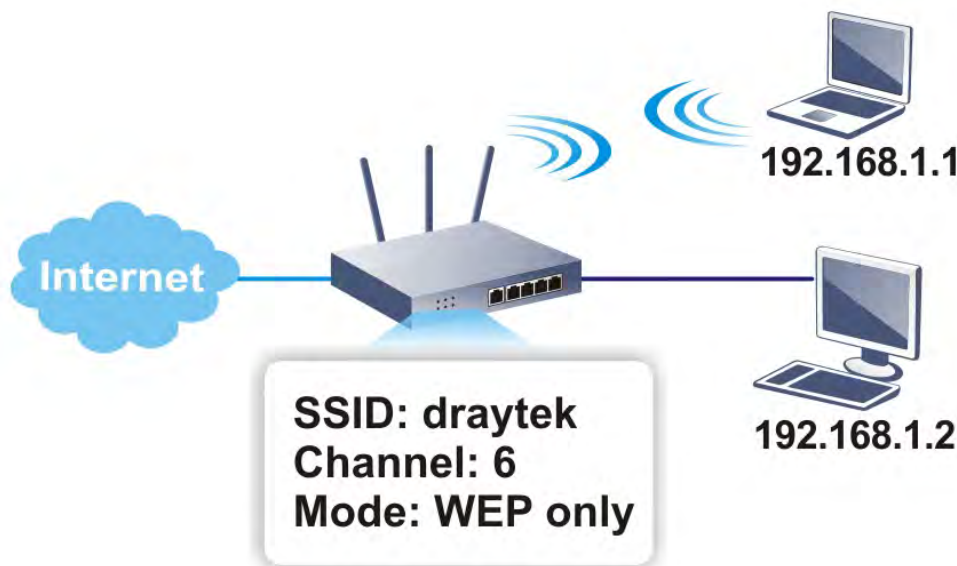 192.168.1.1
Internet
SSID: draytek
Channel: 6
Mode: WEP only
192.168.1.2